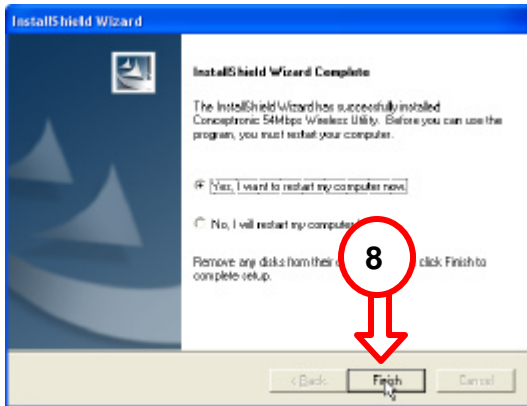 InstallShield Wizard
InstallShield Wizard Complete
The InstallShield Wizard has successfully installed
Conceptronic 54Mbps Wireless Utility. Before you can use the
program, you must restart your computer.
Yes, I want to restart my computer now.
No, I will restart my computer
Remove any disks from their click Finish to
complete setup.
8
< Back
Finish
Cancel